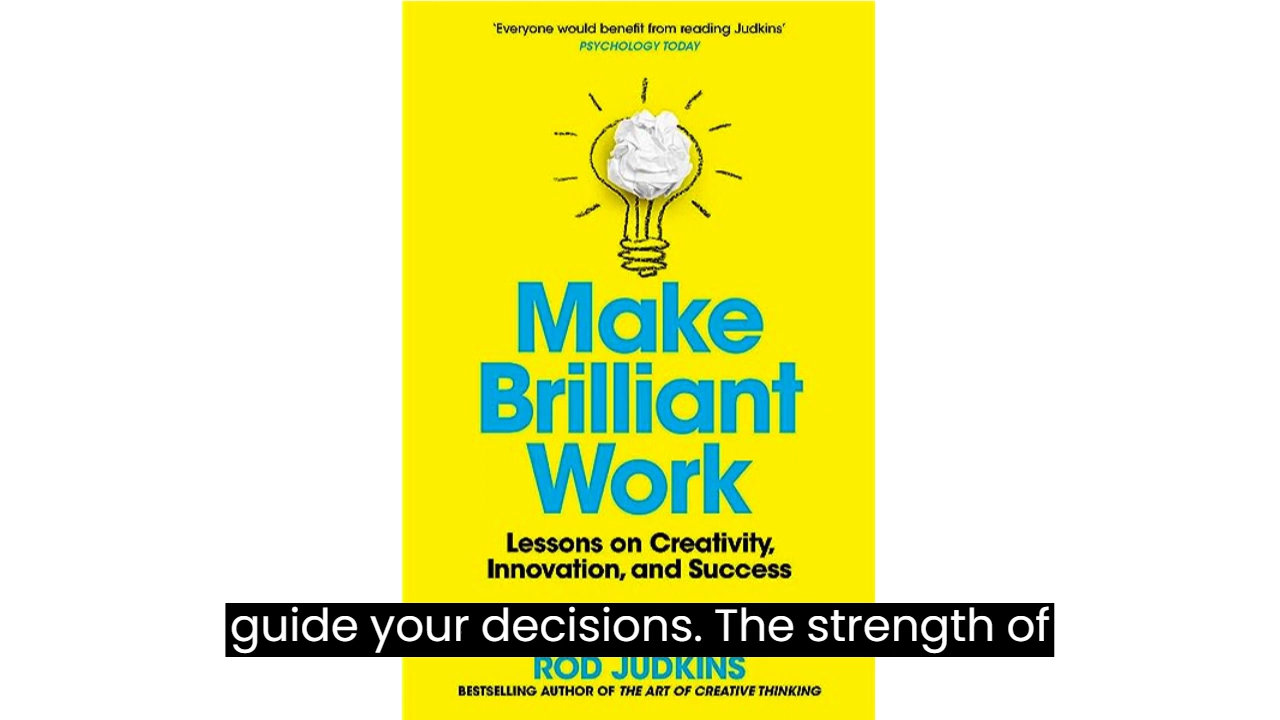 ‘Everyone would benefit from reading Judkins’
PSYCHOLOGY TODAY
Make
Brilliant
Work
Lessons on Creativity,
Innovation, and Success
guide your decisions. The strength of
ROD JUDKINS
BESTSELLING AUTHOR OF THE ART OF CREATIVE THINKING